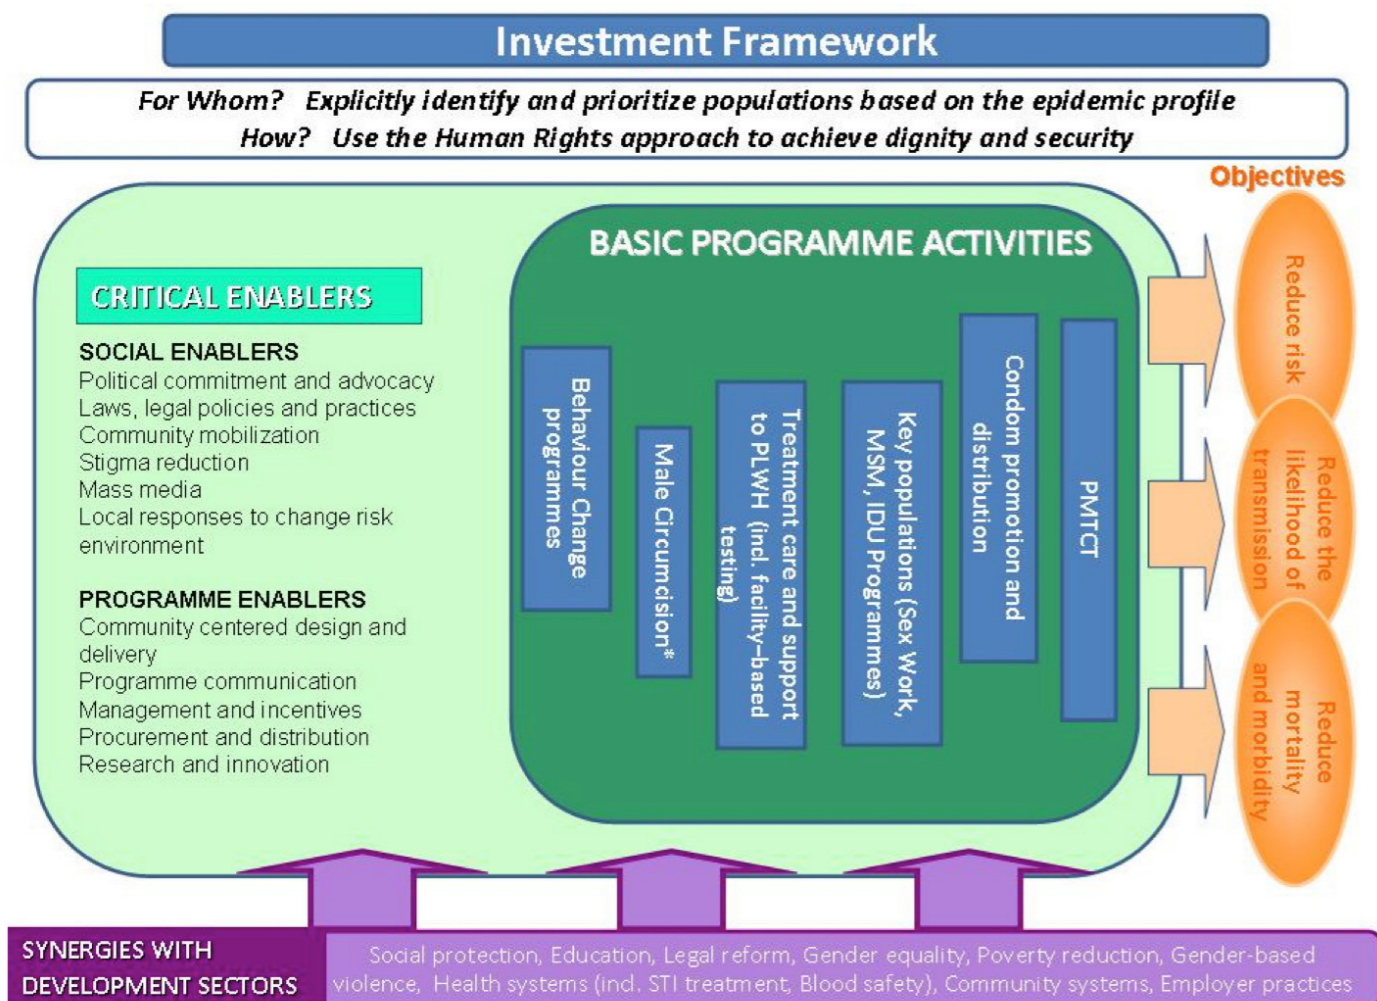 Investment Framework
For Whom? Explicitly identify and prioritize populations based on the epidemic profile
How? Use the Human Rights approach to achieve dignity and security
CRITICAL ENABLERS
SOCIAL ENABLERS
Political commitment and advocacy
Laws, legal policies and practices
Community mobilization
Stigma reduction
Mass media
Local responses to change risk
environment
PROGRAMME ENABLERS
Community centered design and
delivery
Programme communication
Management and incentives
Procurement and distribution
Research and innovation
BASIC PROGRAMME ACTIVITIES
Behaviour Change
programmes
Male Circumcision*
Treatment care and support
to PLWH (incl. facility–based
testing)
Key populations (Sex Work,
MSM, IDU Programmes)
Condom promotion and
distribution
PMTCT
Objectives
Reduce risk
Reduce the
likelihood of
transmission
Reduce
mortality
and morbidity
SYNERGIES WITH
DEVELOPMENT SECTORS
Social protection, Education, Legal reform, Gender equality, Poverty reduction, Gender-based
violence, Health systems (incl. STI treatment, Blood safety), Community systems, Employer practices